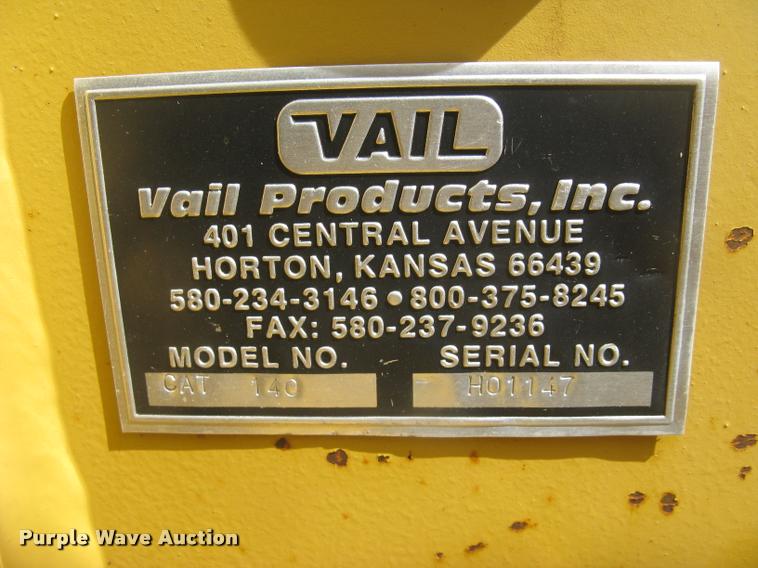 VAIL
Vail Products, Inc.
401 CENTRAL AVENUE
HORTON, KANSAS 66439
580-234-3146 • 800-375-8245
FAX: 580-237-9236
MODEL NO. SERIAL NO.
CAT 140 H01147
Purple Wave Auction